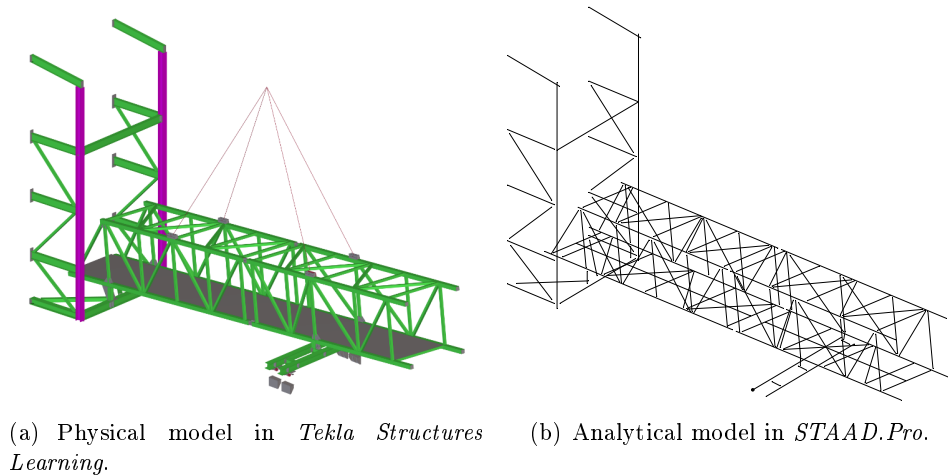 (a) Physical model in Tekla Structures
Learning.
(b) Analytical model in STAAD.Pro.